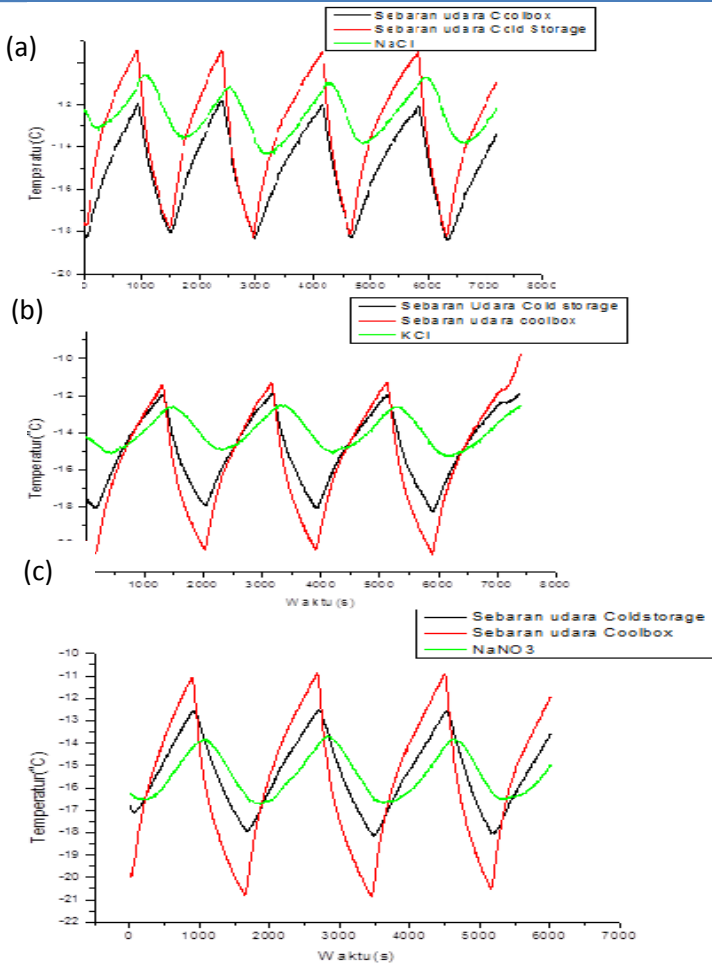 (a)
Sebaran udara Coolbox
Sebaran udara Cold Storage
NaCl
12
-14
-16
-18
-20
Temperatu(C)
0 1000 2000 3000 4000 5000 6000 7000 8000
(b)
Sebaran Udara Cold storage
Sebaran udara coolbox
KCl
-10
-12
-14
-16
-18
Temperatur(°C)
1000 2000 3000 4000 5000 6000 7000 8000
Waktu(s)
(c)
Sebaran udara Coldstorage
Sebaran udara Coolbox
NaNO3
-10
-11
-12
-13
-14
-15
-16
-17
-18
-19
-20
-21
-22
Temperatur(°C)
0 1000 2000 3000 4000 5000 6000 7000
Waktu(s)